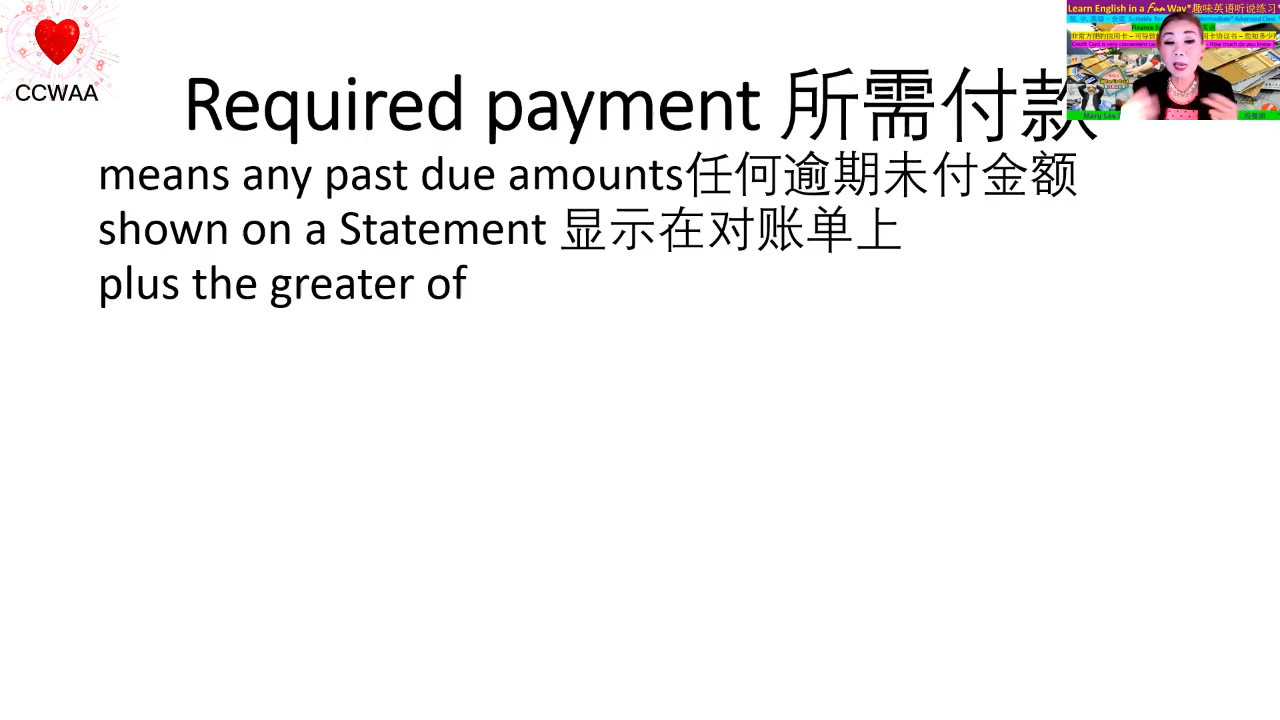 CCWAA
Learn English in a Fun Way*趣味英语听说练习*
Required payment 所需付款
means any past due amounts任何逾期未付金额
shown on a Statement 显示在对账单上
plus the greater of